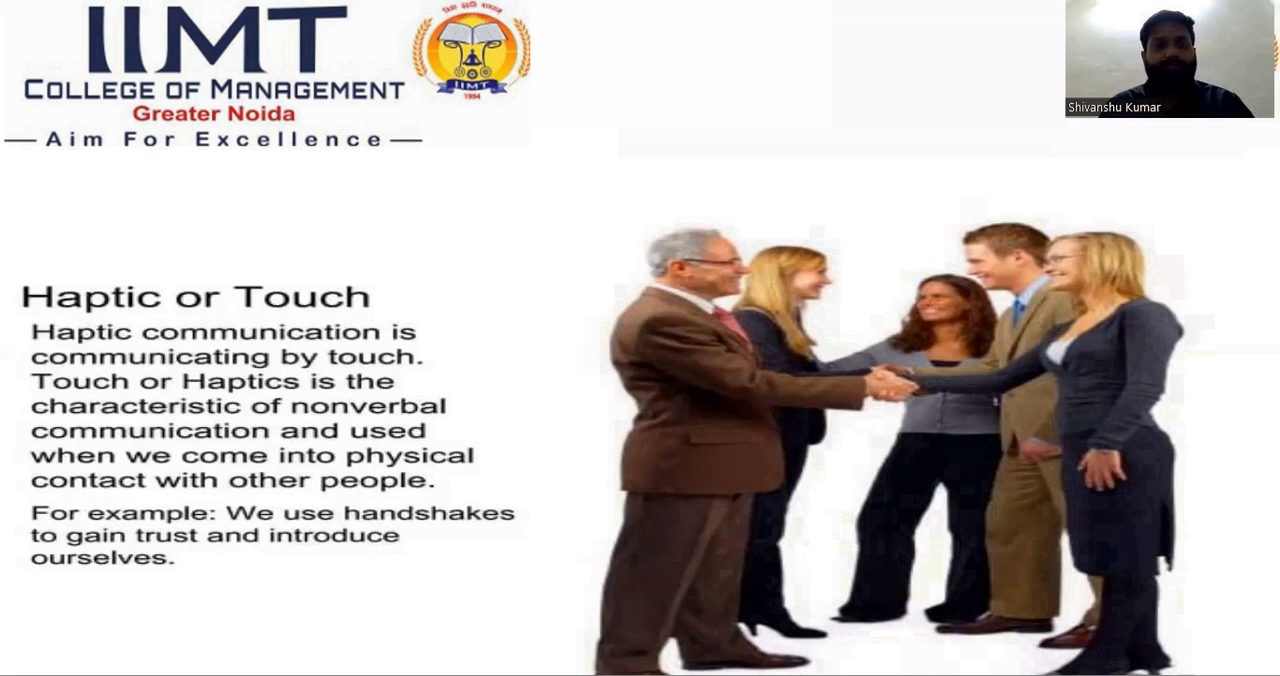 IIMT
COLLEGE OF MANAGEMENT
Greater Noida
Aim For Excellence
IIMT
1994
Shivanshu Kumar
Haptic or Touch
Haptic communication is
communicating by touch.
Touch or Haptics is the
characteristic of nonverbal
communication and used
when we come into physical
contact with other people.
For example: We use handshakes
to gain trust and introduce
ourselves.